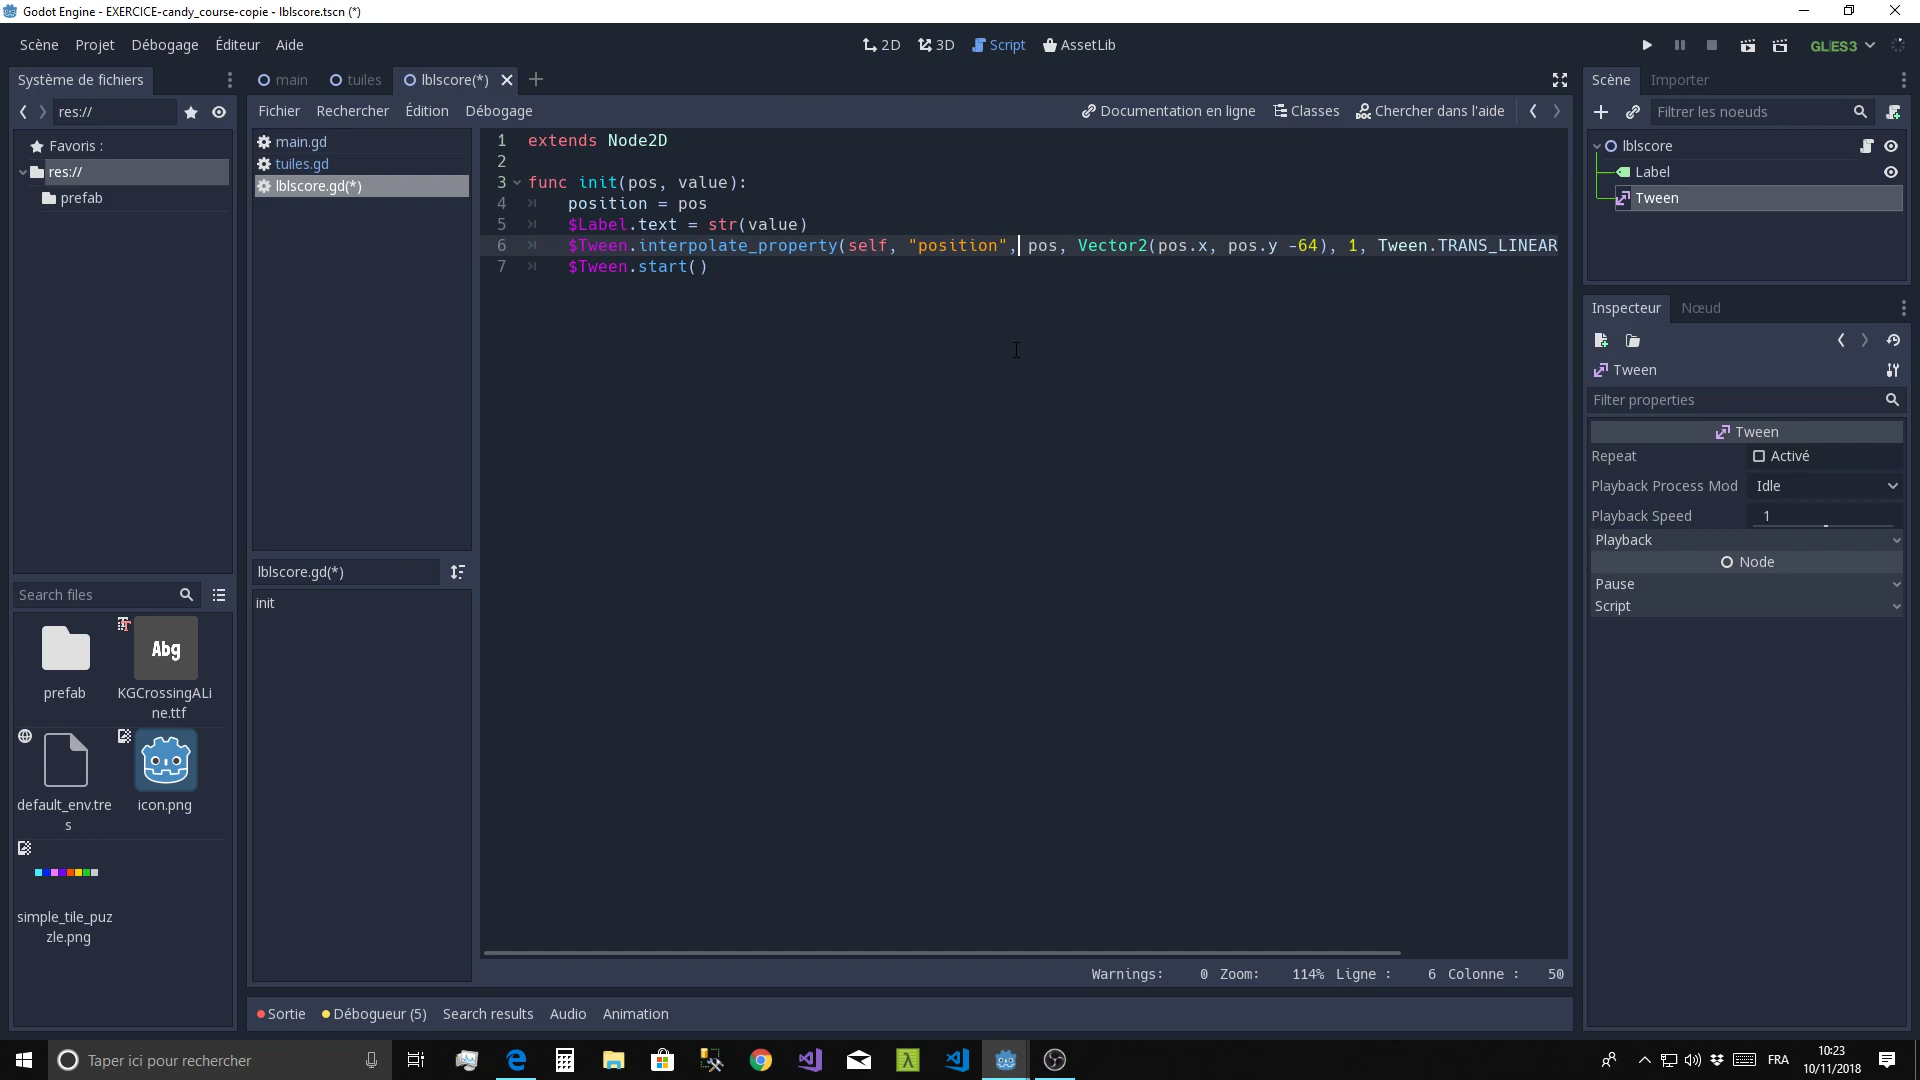 Godot Engine - EXERCICE-candy_course-copie - lblscore.tscn (*)
Scène Projet Débogage Éditeur Aide
2D 3D Script AssetLib
GLES3
Système de fichiers
res://
Favoris :
res://
prefab
Search files
prefab
KGCrossingALi
ne.ttf
Abg
default_env.tre
s
icon.png
simple_tile_puz
zle.png
main tuiles lblscore(*)
Fichier Rechercher Édition Débogage
Documentation en ligne Classes Chercher dans l'aide
main.gd
tuiles.gd
lblscore.gd(*)
lblscore.gd(*)
init
1 extends Node2D
2
3 func init(pos, value):
4 position = pos
5 $Label.text = str(value)
6 $Tween.interpolate_property(self, "position", pos, Vector2(pos.x, pos.y -64), 1, Tween.TRANS_LINEAR
7 $Tween.start()
Warnings: 0 Zoom: 114% Ligne : 6 Colonne : 50
Sortie Débogueur (5) Search results Audio Animation
Scène Importer
Filtrer les noeuds
lblscore
Label
Tween
Inspecteur Nœud
Tween
Filter properties
Tween
Repeat Activé
Playback Process Mod Idle
Playback Speed 1
Playback
Node
Pause
Script
Taper ici pour rechercher
FRA
10:23
10/11/2018